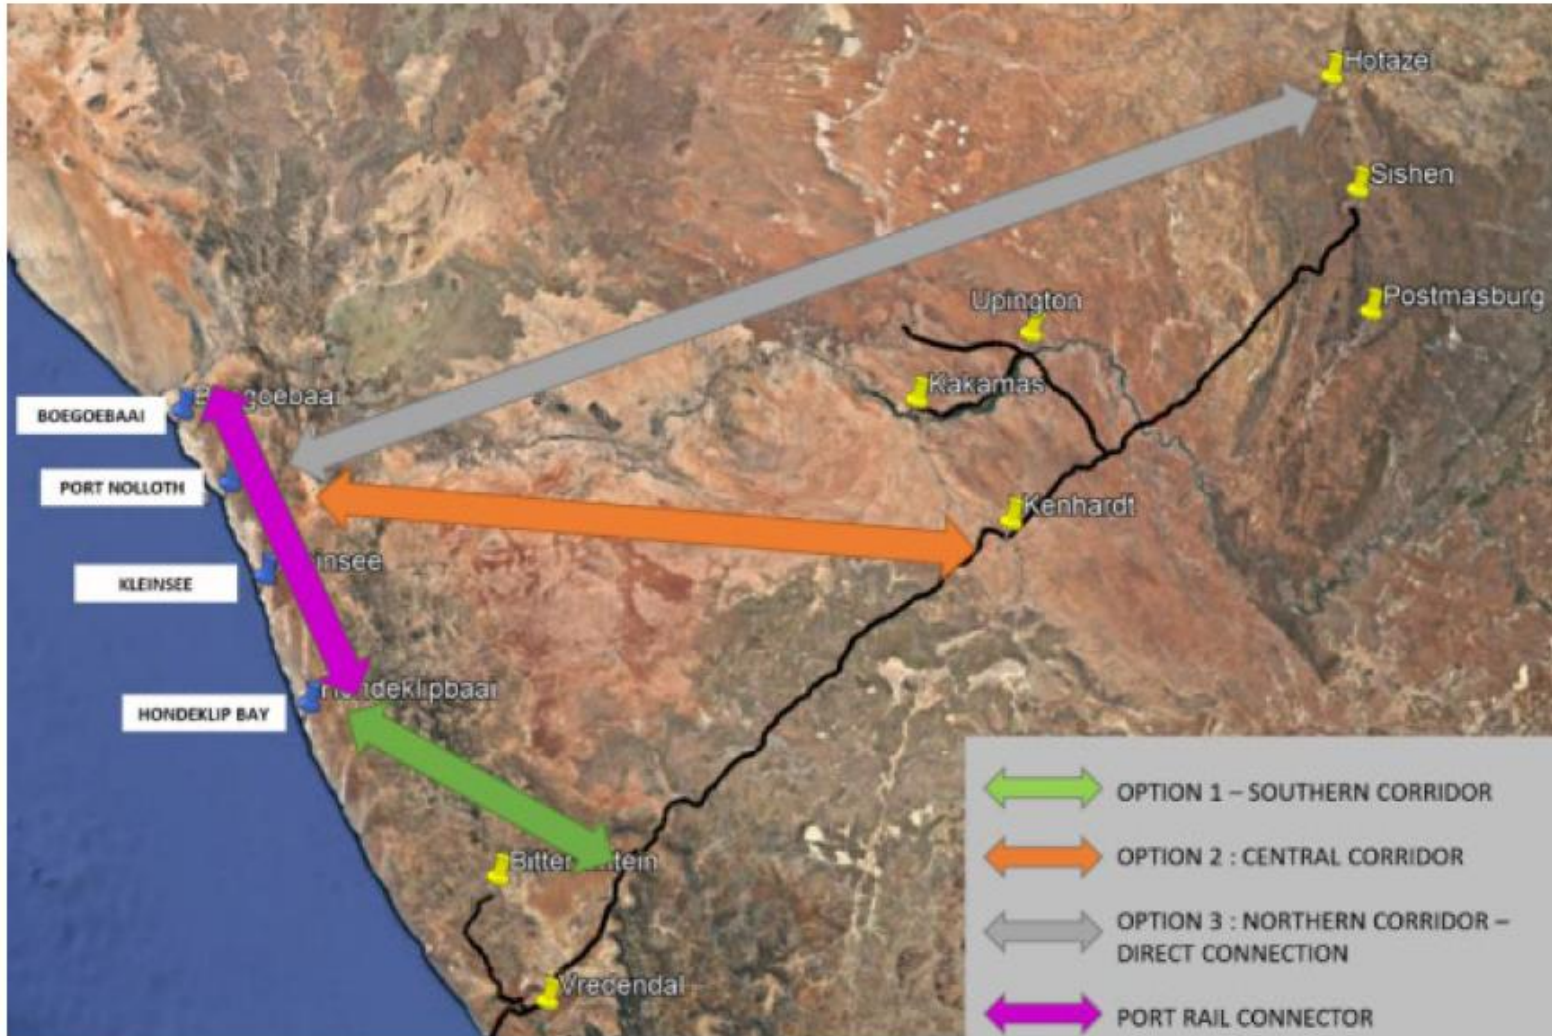 Hotazel
Sishen
Postmasburg
Upington
Kakamas
BOEGOEBAAI
PORT NOLLOTH
Kenhardt
KLEINSEE
HONDEKLIP BAY
Vredendal
OPTION 1 – SOUTHERN CORRIDOR
OPTION 2 : CENTRAL CORRIDOR
OPTION 3 : NORTHERN CORRIDOR –
DIRECT CONNECTION
PORT RAIL CONNECTOR